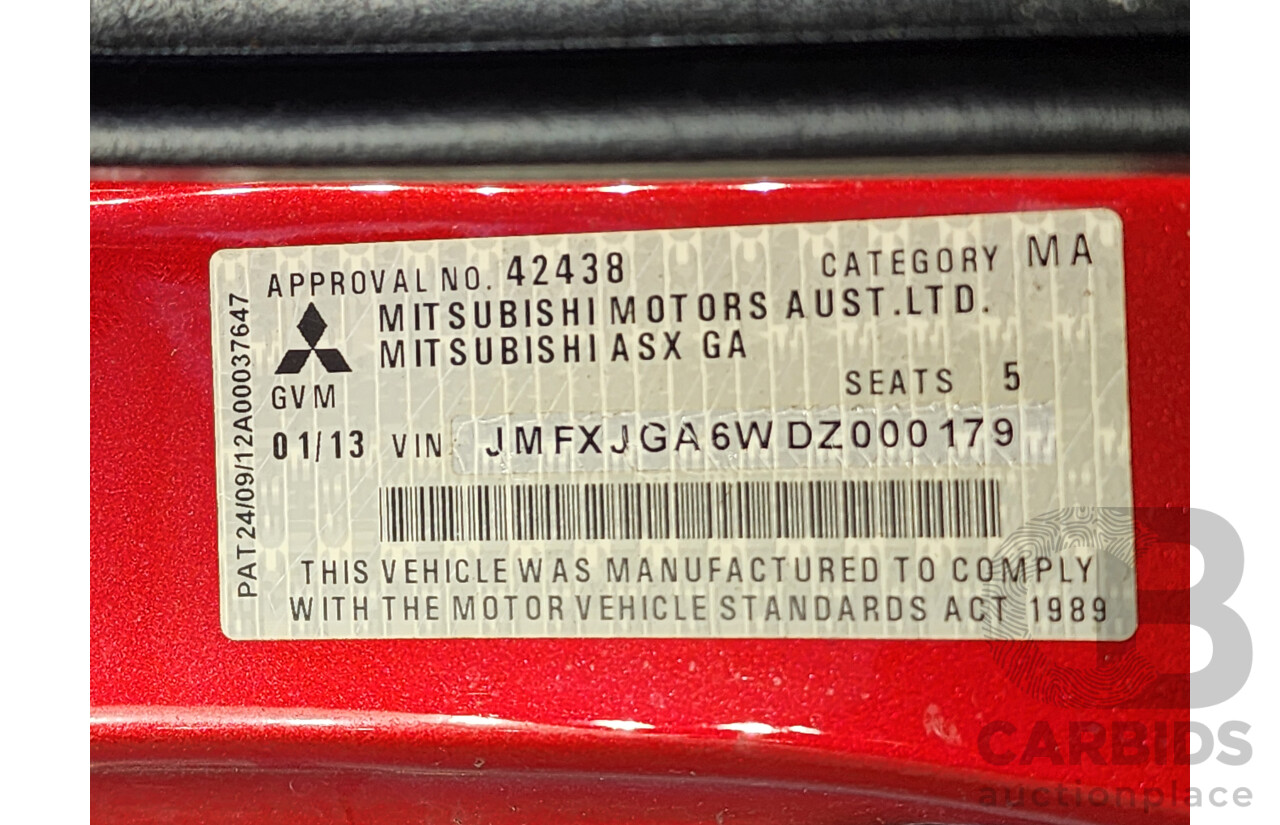 APPROVAL NO. 42438 CATEGORY MA
MITSUBISHI MOTORS AUST.LTD.
MITSUBISHI ASX GA
GVM SEATS 5
01/13 VIN JMFXJGA6WDZ000179
THIS VEHICLE WAS MANUFACTURED TO COMPLY
WITH THE MOTOR VEHICLE STANDARDS ACT 1989
PAT 24/09/12A00037647
CB
CARBIDS
auctionplace